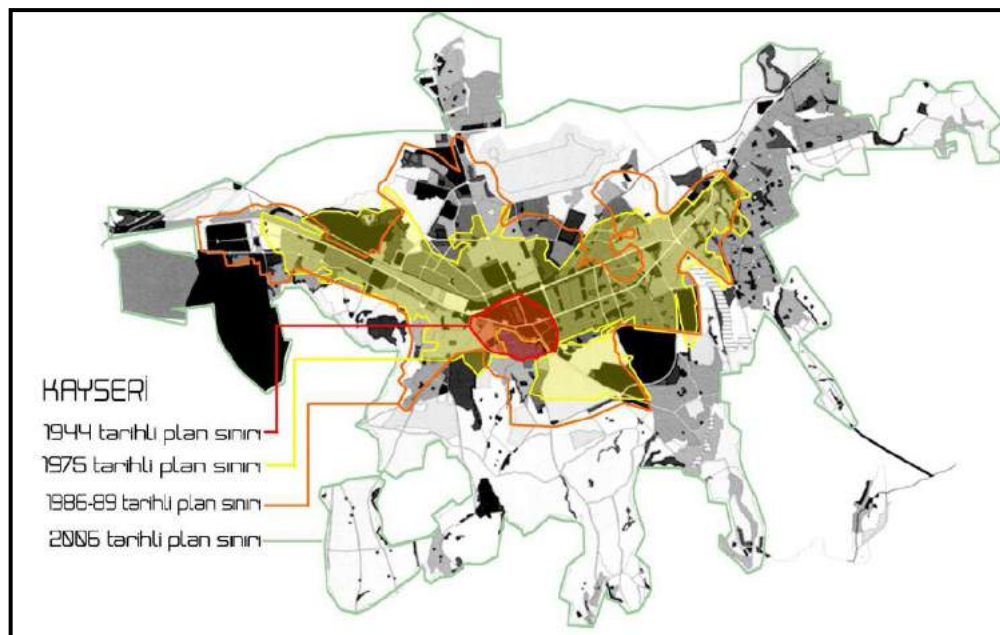 KAYSERİ
1944 tarihli plan sınırı
1975 tarihli plan sınırı
1986-89 tarihli plan sınırı
2006 tarihli plan sınırı